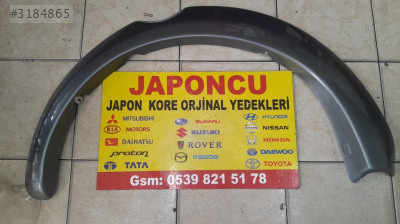 #3184865
JAPONCU
JAPON KORE ORJİNAL YEDEKLERİ
MITSUBISHI SUBARU HYUNDAI
KIA MOTORS SUZUKI NISSAN
DAIHATSU ROVER HONDA
proton mazda DAEWOO
TATA TOYOTA
Gsm: 0539 821 51 78